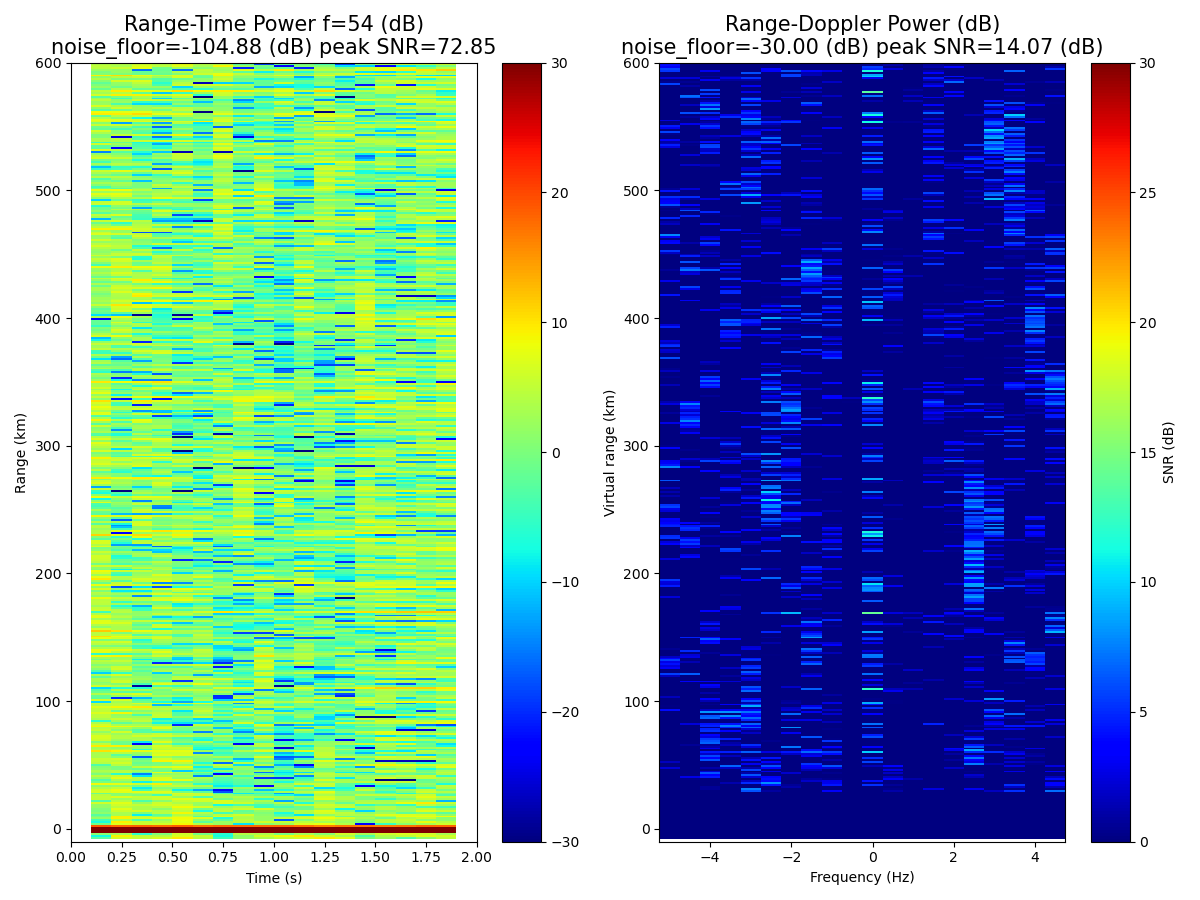 Range-Time Power f=54 (dB)
noise_floor=-104.88 (dB) peak SNR=72.85
Range-Doppler Power (dB)
noise_floor=-30.00 (dB) peak SNR=14.07 (dB)
Range (km)
600
500
400
300
200
100
0
0.00 0.25 0.50 0.75 1.00 1.25 1.50 1.75 2.00
Time (s)
30
20
10
0
−10
−20
−30
Virtual range (km)
600
500
400
300
200
100
0
−4 −2 0 2 4
Frequency (Hz)
30
25
20
15
10
5
0
SNR (dB)